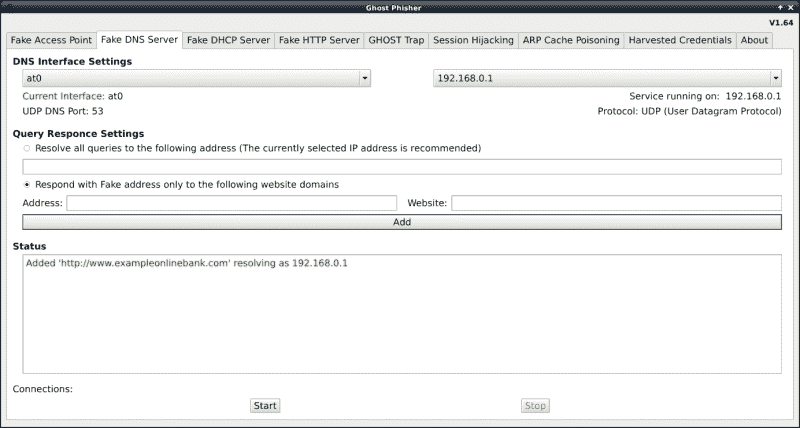 Ghost Phisher
V1.64
Fake Access Point Fake DNS Server Fake DHCP Server Fake HTTP Server GHOST Trap Session Hijacking ARP Cache Poisoning Harvested Credentials About
DNS Interface Settings
at0 192.168.0.1
Current Interface: at0 Service running on: 192.168.0.1
UDP DNS Port: 53 Protocol: UDP (User Datagram Protocol)
Query Responce Settings
Resolve all queries to the following address (The currently selected IP address is recommended)
Respond with Fake address only to the following website domains
Address: Website:
Add
Status
Added 'http://www.exampleonlinebank.com' resolving as 192.168.0.1
Connections:
Start Stop